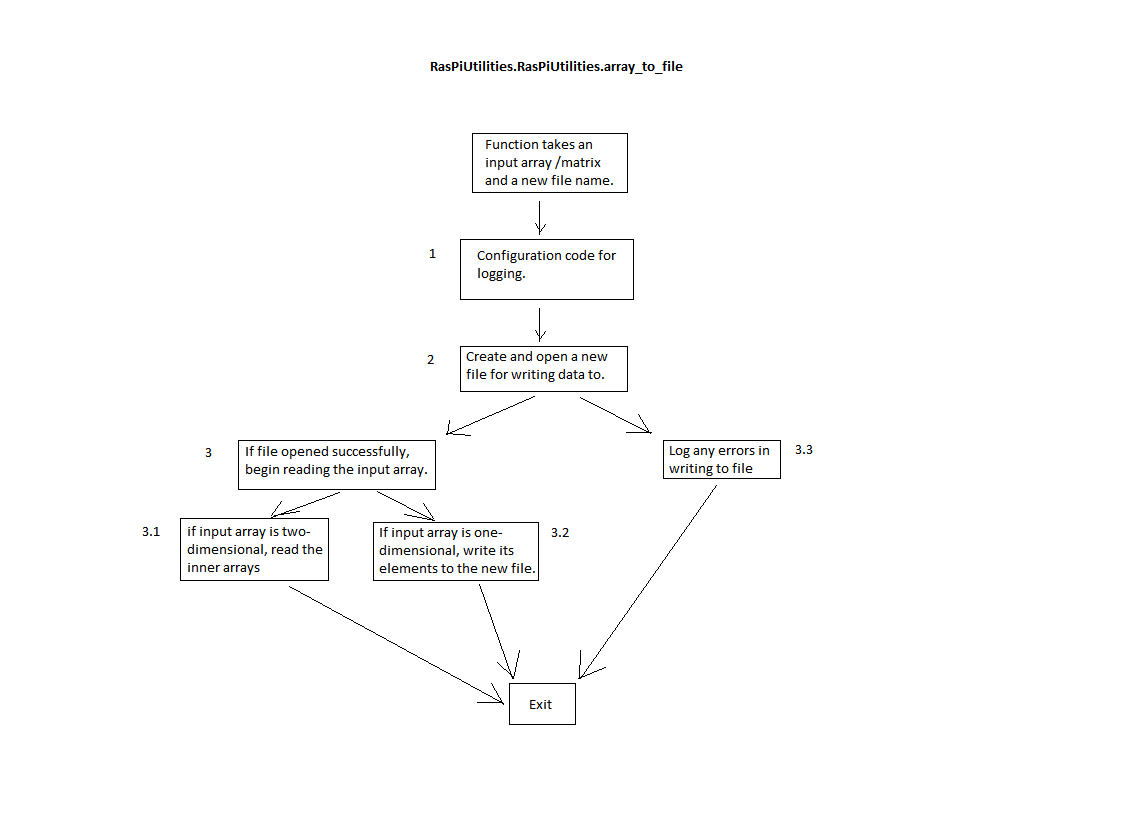 RasPiUtilities.RasPiUtilities.array_to_file
Function takes an
input array /matrix
and a new file name.
1
Configuration code for
logging.
2
Create and open a new
file for writing data to.
3
If file opened successfully,
begin reading the input array.
Log any errors in
writing to file
3.3
3.1
if input array is two-
dimensional, read the
inner arrays
If input array is one-
dimensional, write its
elements to the new file.
3.2
Exit